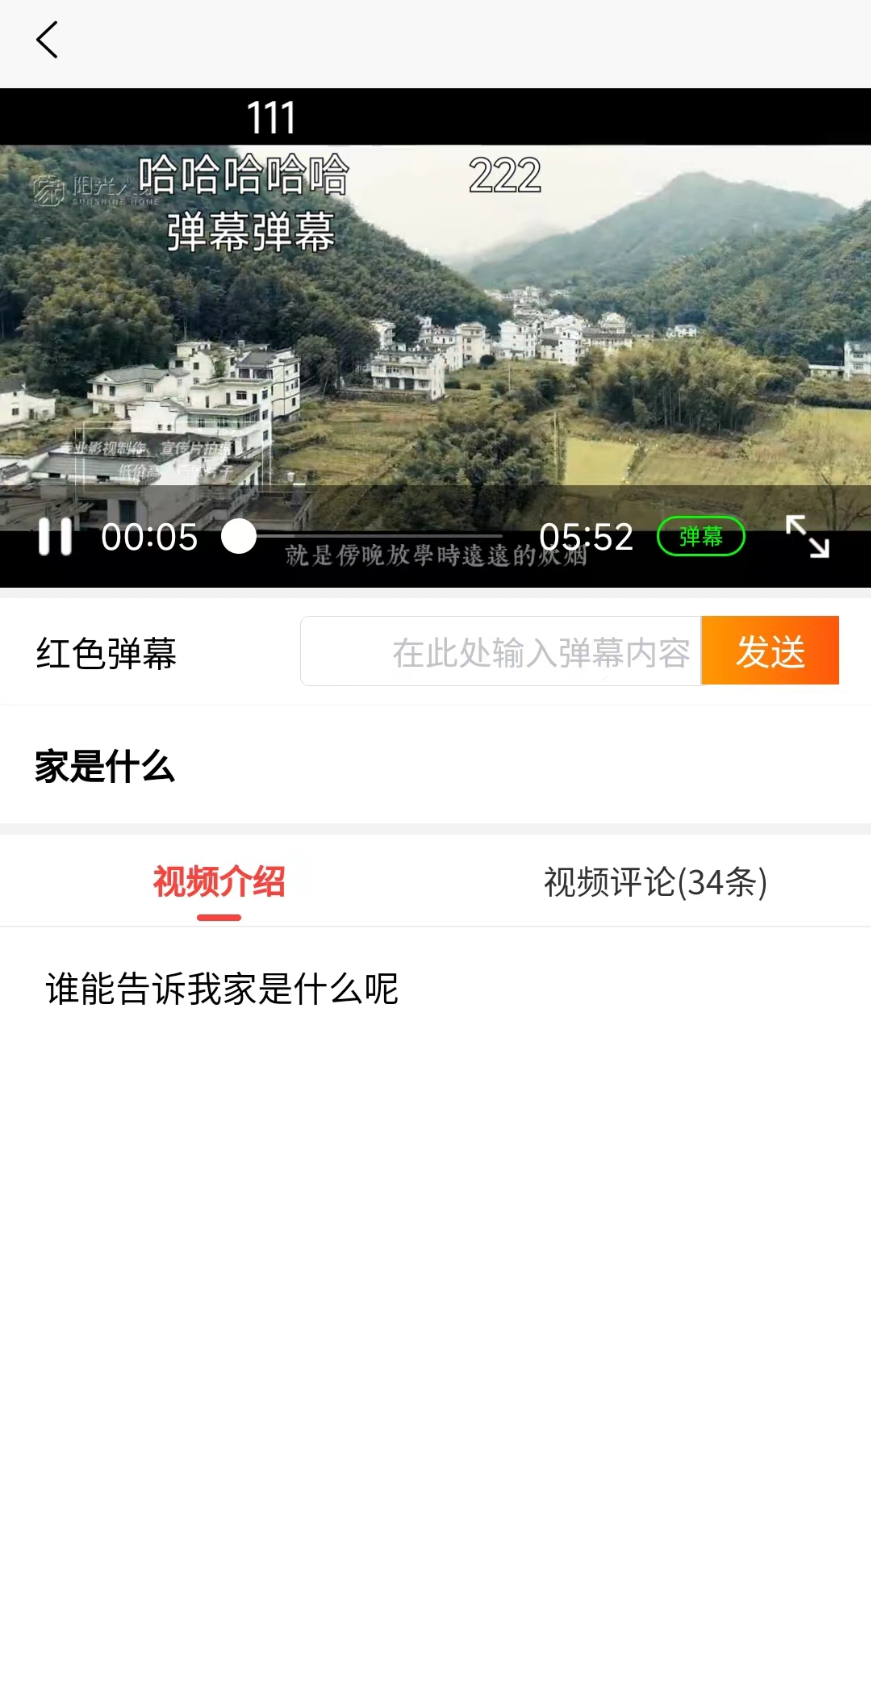 111
哈哈哈哈哈 222
阳光人
SUNSHINE HOME
弹幕弹幕
专业影视制作、宣传片拍摄
00:05 05:52 弹幕
就是傍晚放學時遠遠的炊烟
红色弹幕 在此处输入弹幕内容 发送
家是什么
视频介绍 视频评论(34条)
谁能告诉我家是什么呢